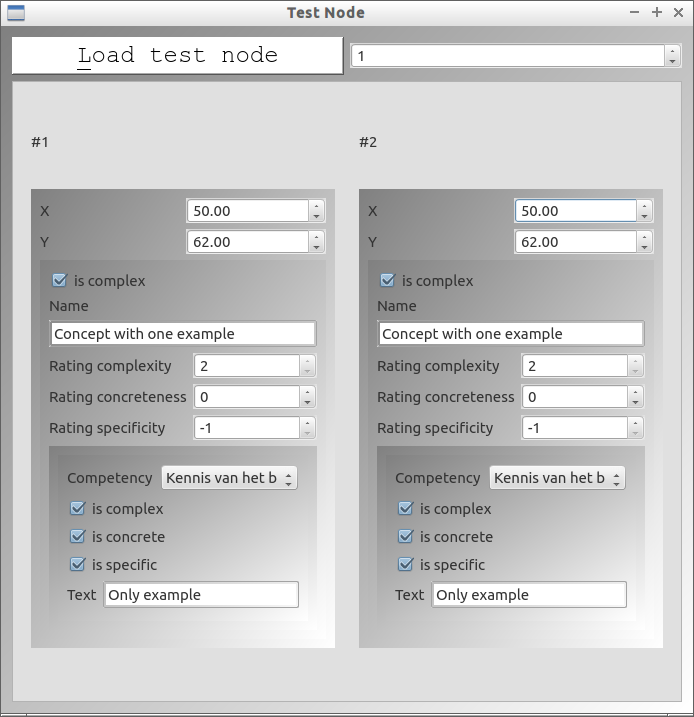 Test Node
Load test node 1
#1 #2
X 50.00 X 50.00
Y 62.00 Y 62.00
is complex is complex
Name Name
Concept with one example Concept with one example
Rating complexity 2 Rating complexity 2
Rating concreteness 0 Rating concreteness 0
Rating specificity -1 Rating specificity -1
Competency Kennis van het b Competency Kennis van het b
is complex is complex
is concrete is concrete
is specific is specific
Text Only example Text Only example